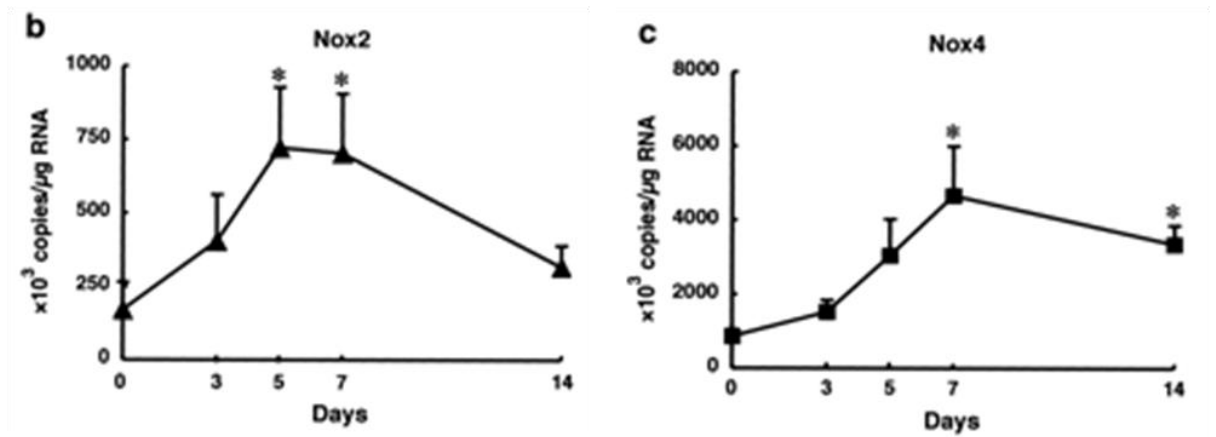 b
Nox2
x10³ copies/µg RNA
1000
750
500
250
0
* *
0 3 5 7 14
Days
c
Nox4
x10³ copies/µg RNA
8000
6000
4000
2000
0
* *
0 3 5 7 14
Days